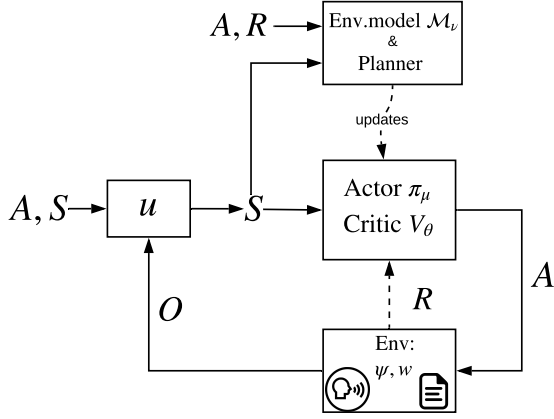 A, R
Env.model ℳ_ν
&
Planner
updates
A, S
u
S
Actor π_μ
Critic V_θ
A
O
R
Env:
ψ, w